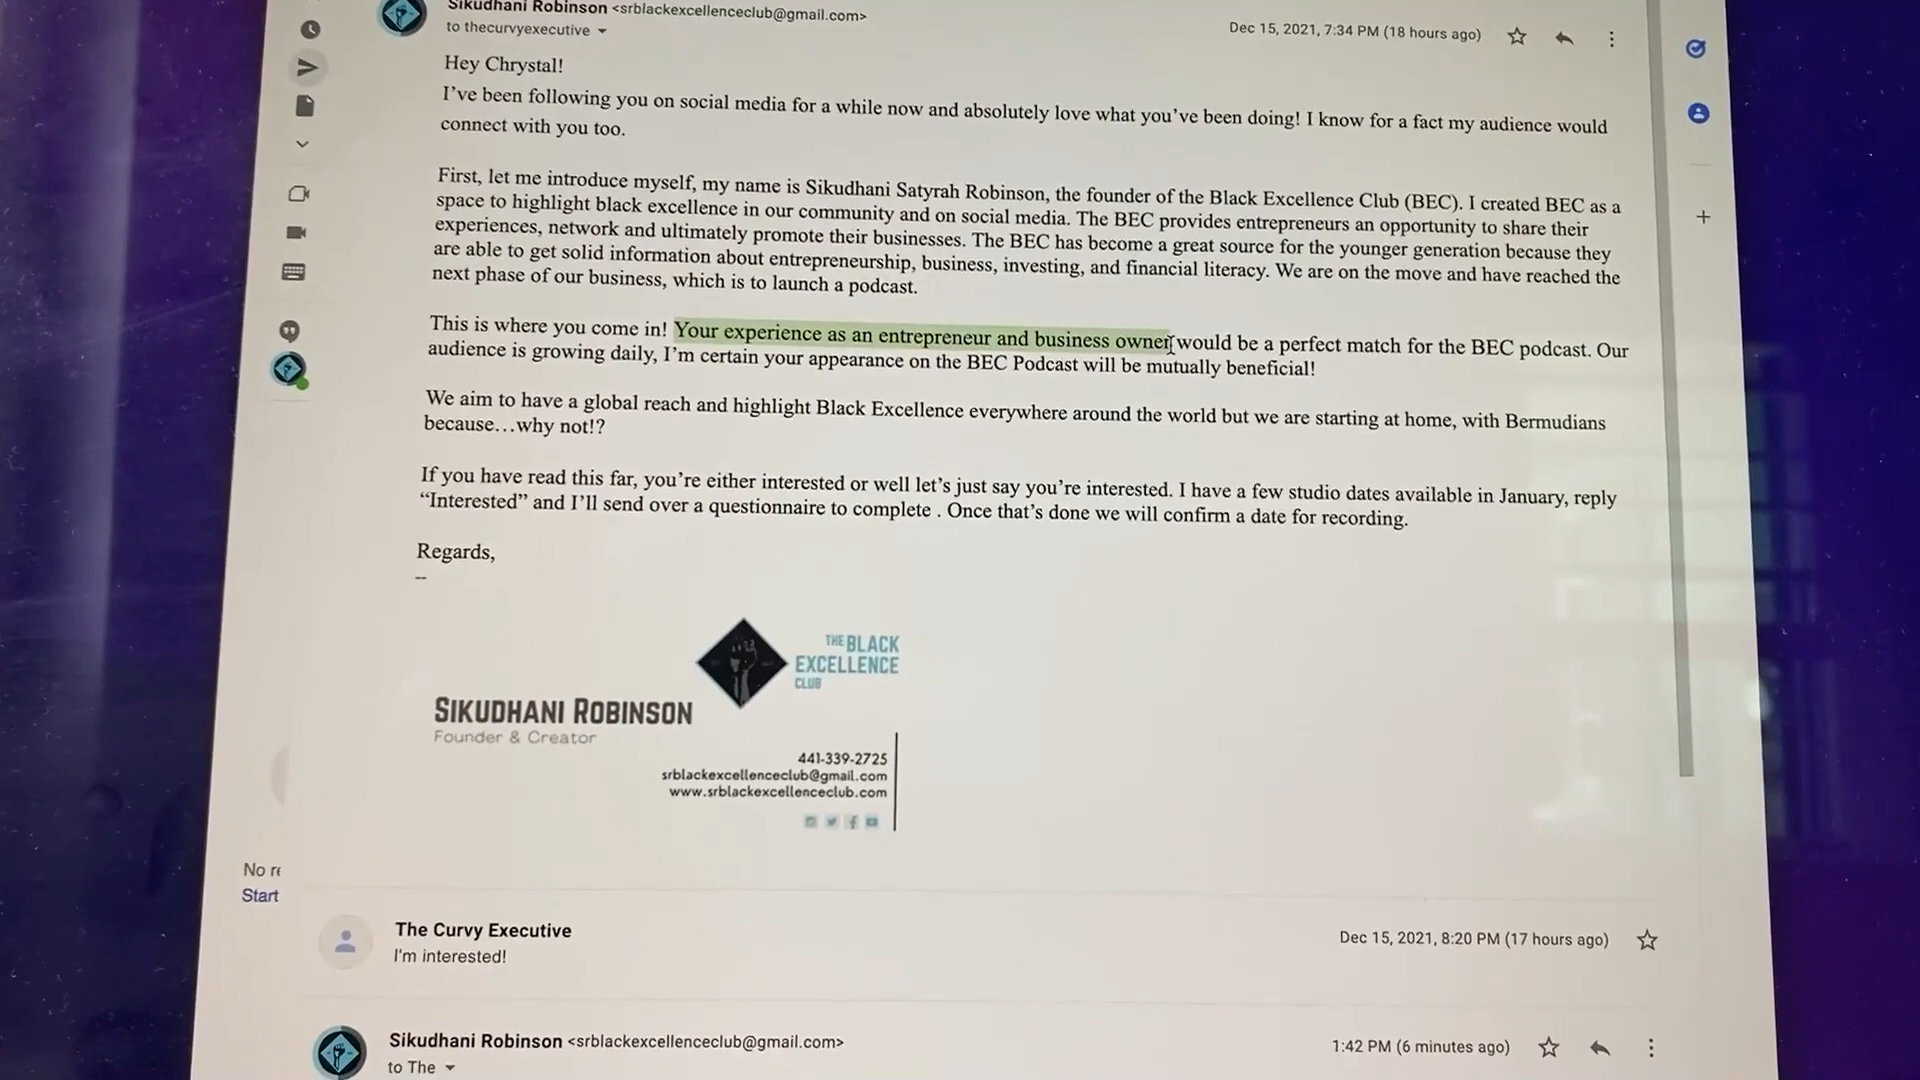 Sikudhani Robinson <srblackexcellenceclub@gmail.com>
to thecurvyexecutive
Dec 15, 2021, 7:34 PM (18 hours ago)
Hey Chrystal!
I've been following you on social media for a while now and absolutely love what you've been doing! I know for a fact my audience would
connect with you too.
First, let me introduce myself, my name is Sikudhani Satyrah Robinson, the founder of the Black Excellence Club (BEC). I created BEC as a
space to highlight black excellence in our community and on social media. The BEC provides entrepreneurs an opportunity to share their
experiences, network and ultimately promote their businesses. The BEC has become a great source for the younger generation because they
are able to get solid information about entrepreneurship, business, investing, and financial literacy. We are on the move and have reached the
next phase of our business, which is to launch a podcast.
This is where you come in! Your experience as an entrepreneur and business owner would be a perfect match for the BEC podcast. Our
audience is growing daily, I'm certain your appearance on the BEC Podcast will be mutually beneficial!
We aim to have a global reach and highlight Black Excellence everywhere around the world but we are starting at home, with Bermudians
because…why not!?
If you have read this far, you're either interested or well let's just say you're interested. I have a few studio dates available in January, reply
“Interested” and I'll send over a questionnaire to complete . Once that's done we will confirm a date for recording.
Regards,
--
THE BLACK
EXCELLENCE
CLUB
SIKUDHANI ROBINSON
Founder & Creator
441-339-2725
srblackexcellenceclub@gmail.com
www.srblackexcellenceclub.com
No re
Start
The Curvy Executive
Dec 15, 2021, 8:20 PM (17 hours ago)
I'm interested!
Sikudhani Robinson <srblackexcellenceclub@gmail.com>
1:42 PM (6 minutes ago)
to The